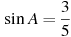 sin A = 3/5